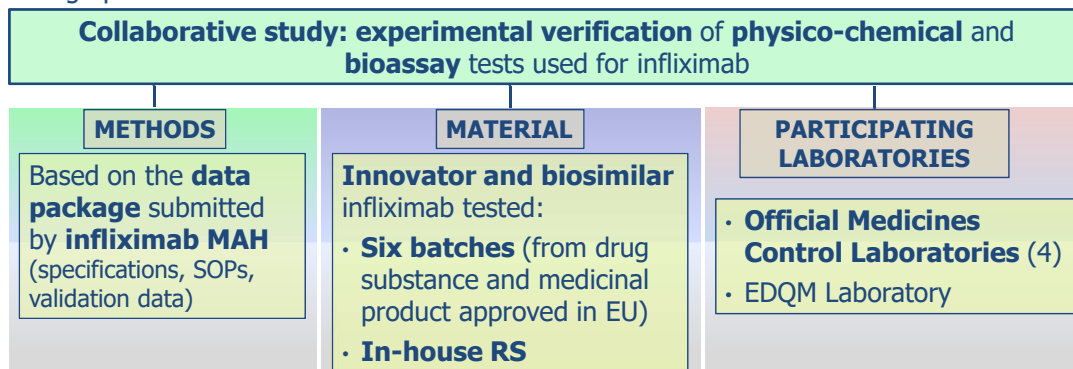 Collaborative study: experimental verification of physico-chemical and
bioassay tests used for infliximab
METHODS
Based on the data
package submitted
by infliximab MAH
(specifications, SOPs,
validation data)
MATERIAL
Innovator and biosimilar
infliximab tested:
• Six batches (from drug
substance and medicinal
product approved in EU)
• In-house RS
PARTICIPATING
LABORATORIES
• Official Medicines
Control Laboratories (4)
• EDQM Laboratory